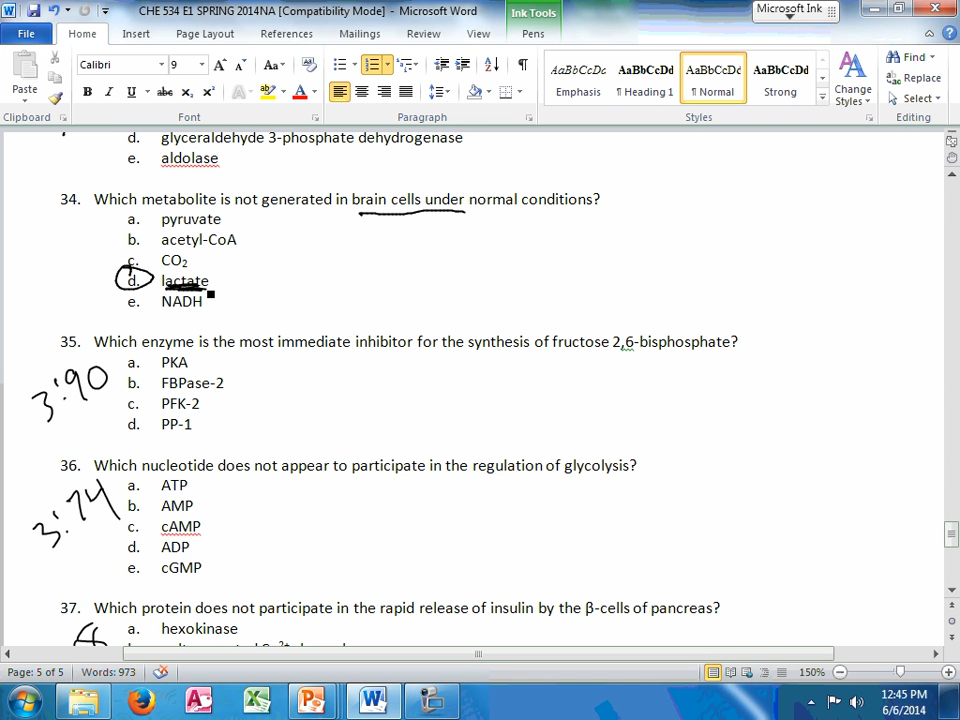 CHE 534 E1 SPRING 2014NA [Compatibility Mode] - Microsoft Word
Ink Tools
Microsoft Ink
File Home Insert Page Layout References Mailings Review View Pens
Paste
Calibri 9
AaBbCcDc AaBbCcDd AaBbCcDc AaBbCcDd
Emphasis ¶ Heading 1 ¶ Normal Strong
Change Styles
Find
Replace
Select
Clipboard Font Paragraph Styles Editing
d. glyceraldehyde 3-phosphate dehydrogenase
e. aldolase
34. Which metabolite is not generated in brain cells under normal conditions?
a. pyruvate
b. acetyl-CoA
c. CO₂
d. lactate
e. NADH
35. Which enzyme is the most immediate inhibitor for the synthesis of fructose 2,6-bisphosphate?
a. PKA
b. FBPase-2
c. PFK-2
d. PP-1
3:90
36. Which nucleotide does not appear to participate in the regulation of glycolysis?
a. ATP
b. AMP
c. cAMP
d. ADP
e. cGMP
3:74
37. Which protein does not participate in the rapid release of insulin by the β-cells of pancreas?
a. hexokinase
Page: 5 of 5 Words: 973 150%
12:45 PM
6/6/2014